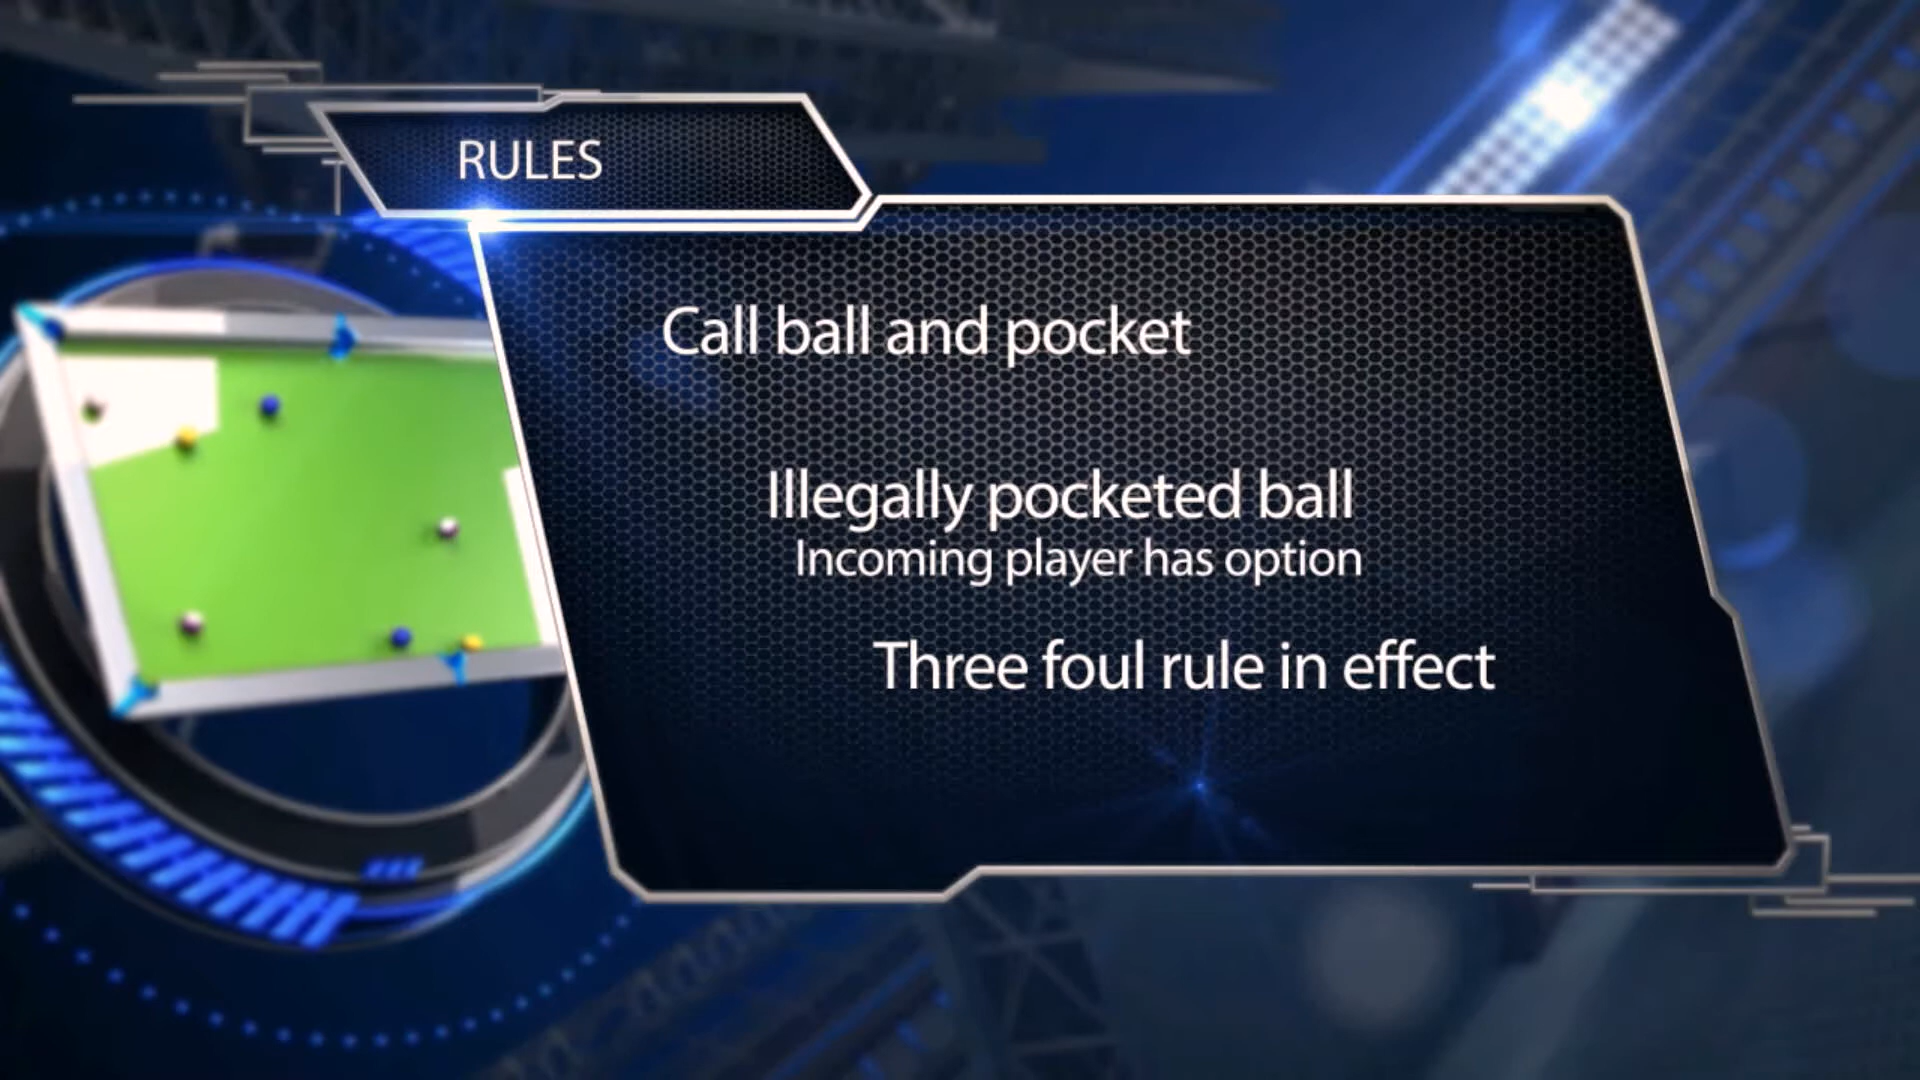 RULES
Call ball and pocket
Illegally pocketed ball
Incoming player has option
Three foul rule in effect